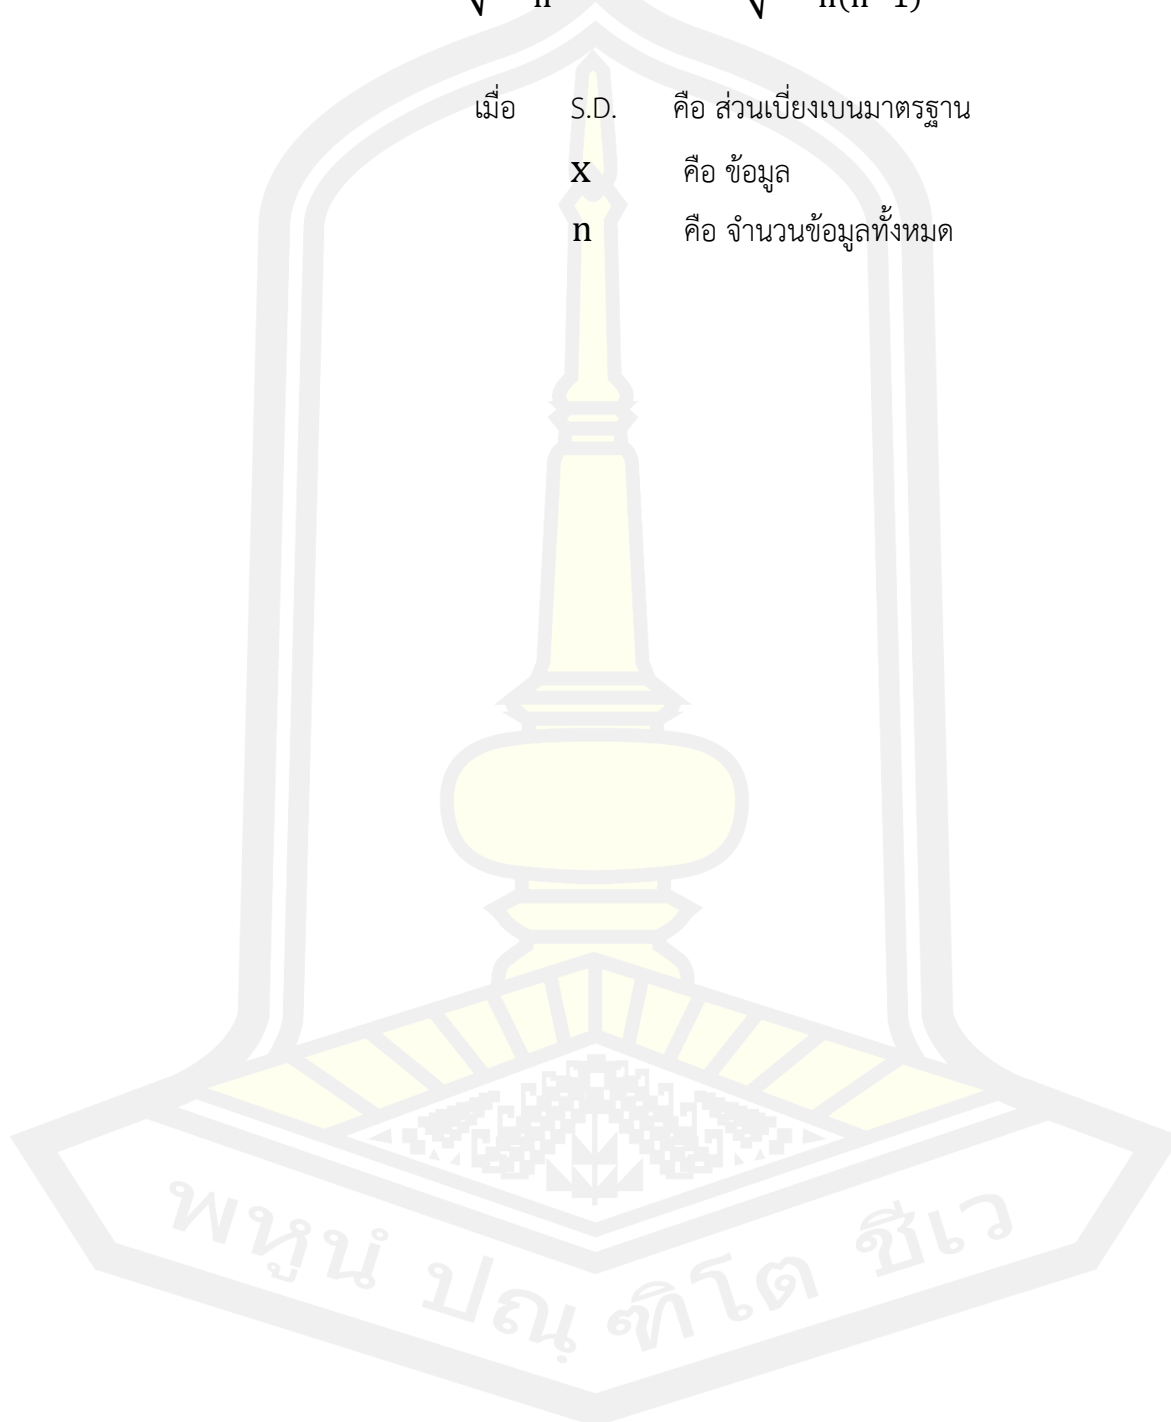 √ n √ n(n-1)
เมื่อ S.D. คือ ส่วนเบี่ยงเบนมาตรฐาน
x คือ ข้อมูล
n คือ จำนวนข้อมูลทั้งหมด
พหูนํ ปณฺฑิโต ชีเว